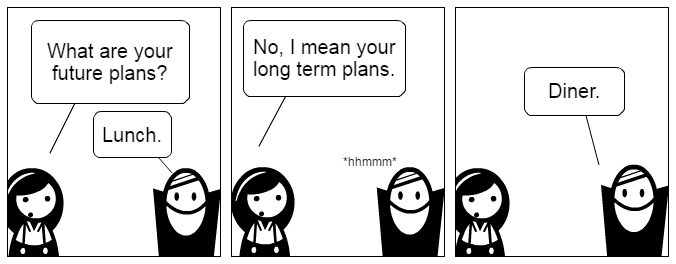 What are your
future plans?
Lunch.
No, I mean your
long term plans.
*hhmmm*
Diner.